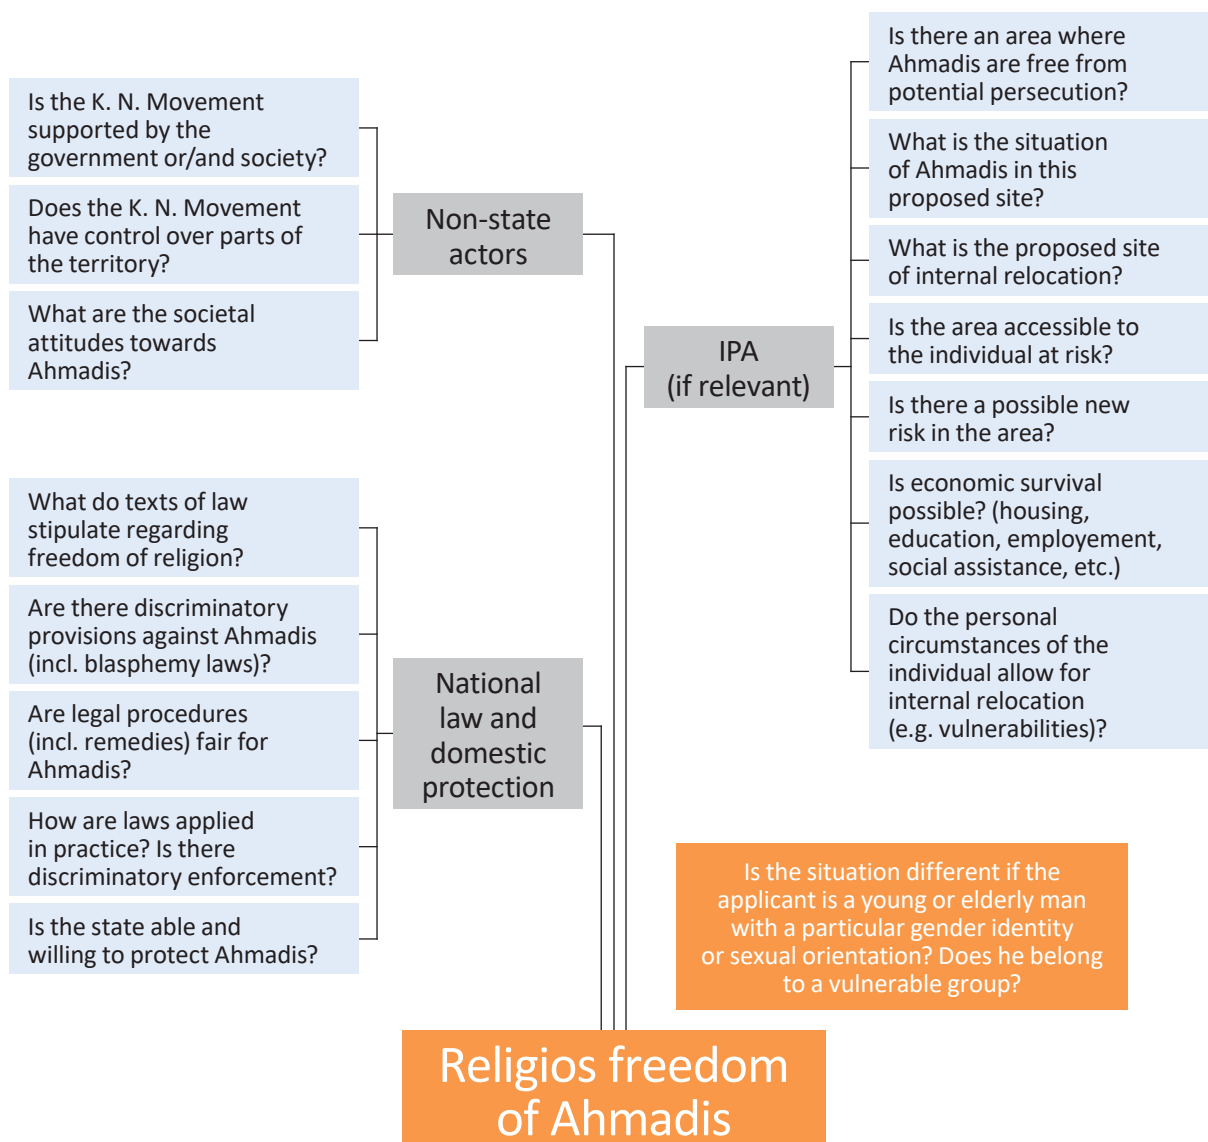 Is the K. N. Movement
supported by the
government or/and society?
Does the K. N. Movement
have control over parts of
the territory?
What are the societal
attitudes towards
Ahmadis?
Non-state
actors
What do texts of law
stipulate regarding
freedom of religion?
Are there discriminatory
provisions against Ahmadis
(incl. blasphemy laws)?
Are legal procedures
(incl. remedies) fair for
Ahmadis?
How are laws applied
in practice? Is there
discriminatory enforcement?
Is the state able and
willing to protect Ahmadis?
National
law and
domestic
protection
IPA
(if relevant)
Is there an area where
Ahmadis are free from
potential persecution?
What is the situation
of Ahmadis in this
proposed site?
What is the proposed site
of internal relocation?
Is the area accessible to
the individual at risk?
Is there a possible new
risk in the area?
Is economic survival
possible? (housing,
education, employement,
social assistance, etc.)
Do the personal
circumstances of the
individual allow for
internal relocation
(e.g. vulnerabilities)?
Is the situation different if the
applicant is a young or elderly man
with a particular gender identity
or sexual orientation? Does he belong
to a vulnerable group?
Religios freedom
of Ahmadis